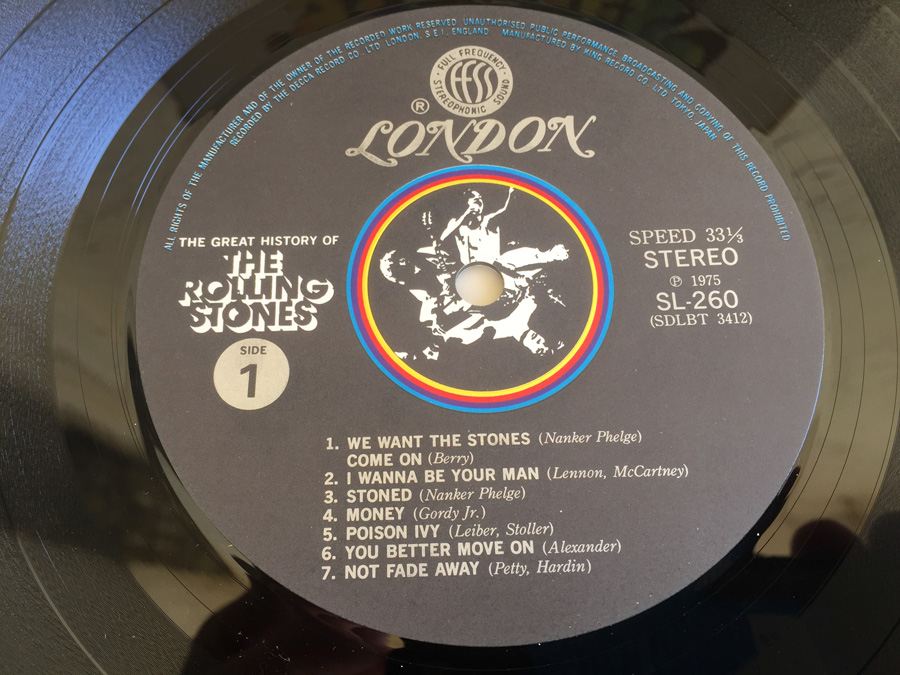 ALL RIGHTS OF THE MANUFACTURER AND OF THE OWNER OF THE RECORDED WORK RESERVED. UNAUTHORISED PUBLIC PERFORMANCE, BROADCASTING AND COPYING OF THIS RECORD PROHIBITED
RECORDED BY THE DECCA RECORD CO. LTD. LONDON, S.E.1, ENGLAND MANUFACTURED BY KING RECORD CO. LTD. TOKYO, JAPAN.
FULL FREQUENCY
FFSS
STEREOPHONIC SOUND
®
LONDON
THE GREAT HISTORY OF
THE
ROLLING
STONES
SIDE
1
SPEED 33⅓
STEREO
℗ 1975
SL-260
(SDLBT 3412)
1. WE WANT THE STONES (Nanker Phelge)
COME ON (Berry)
2. I WANNA BE YOUR MAN (Lennon, McCartney)
3. STONED (Nanker Phelge)
4. MONEY (Gordy Jr.)
5. POISON IVY (Leiber, Stoller)
6. YOU BETTER MOVE ON (Alexander)
7. NOT FADE AWAY (Petty, Hardin)